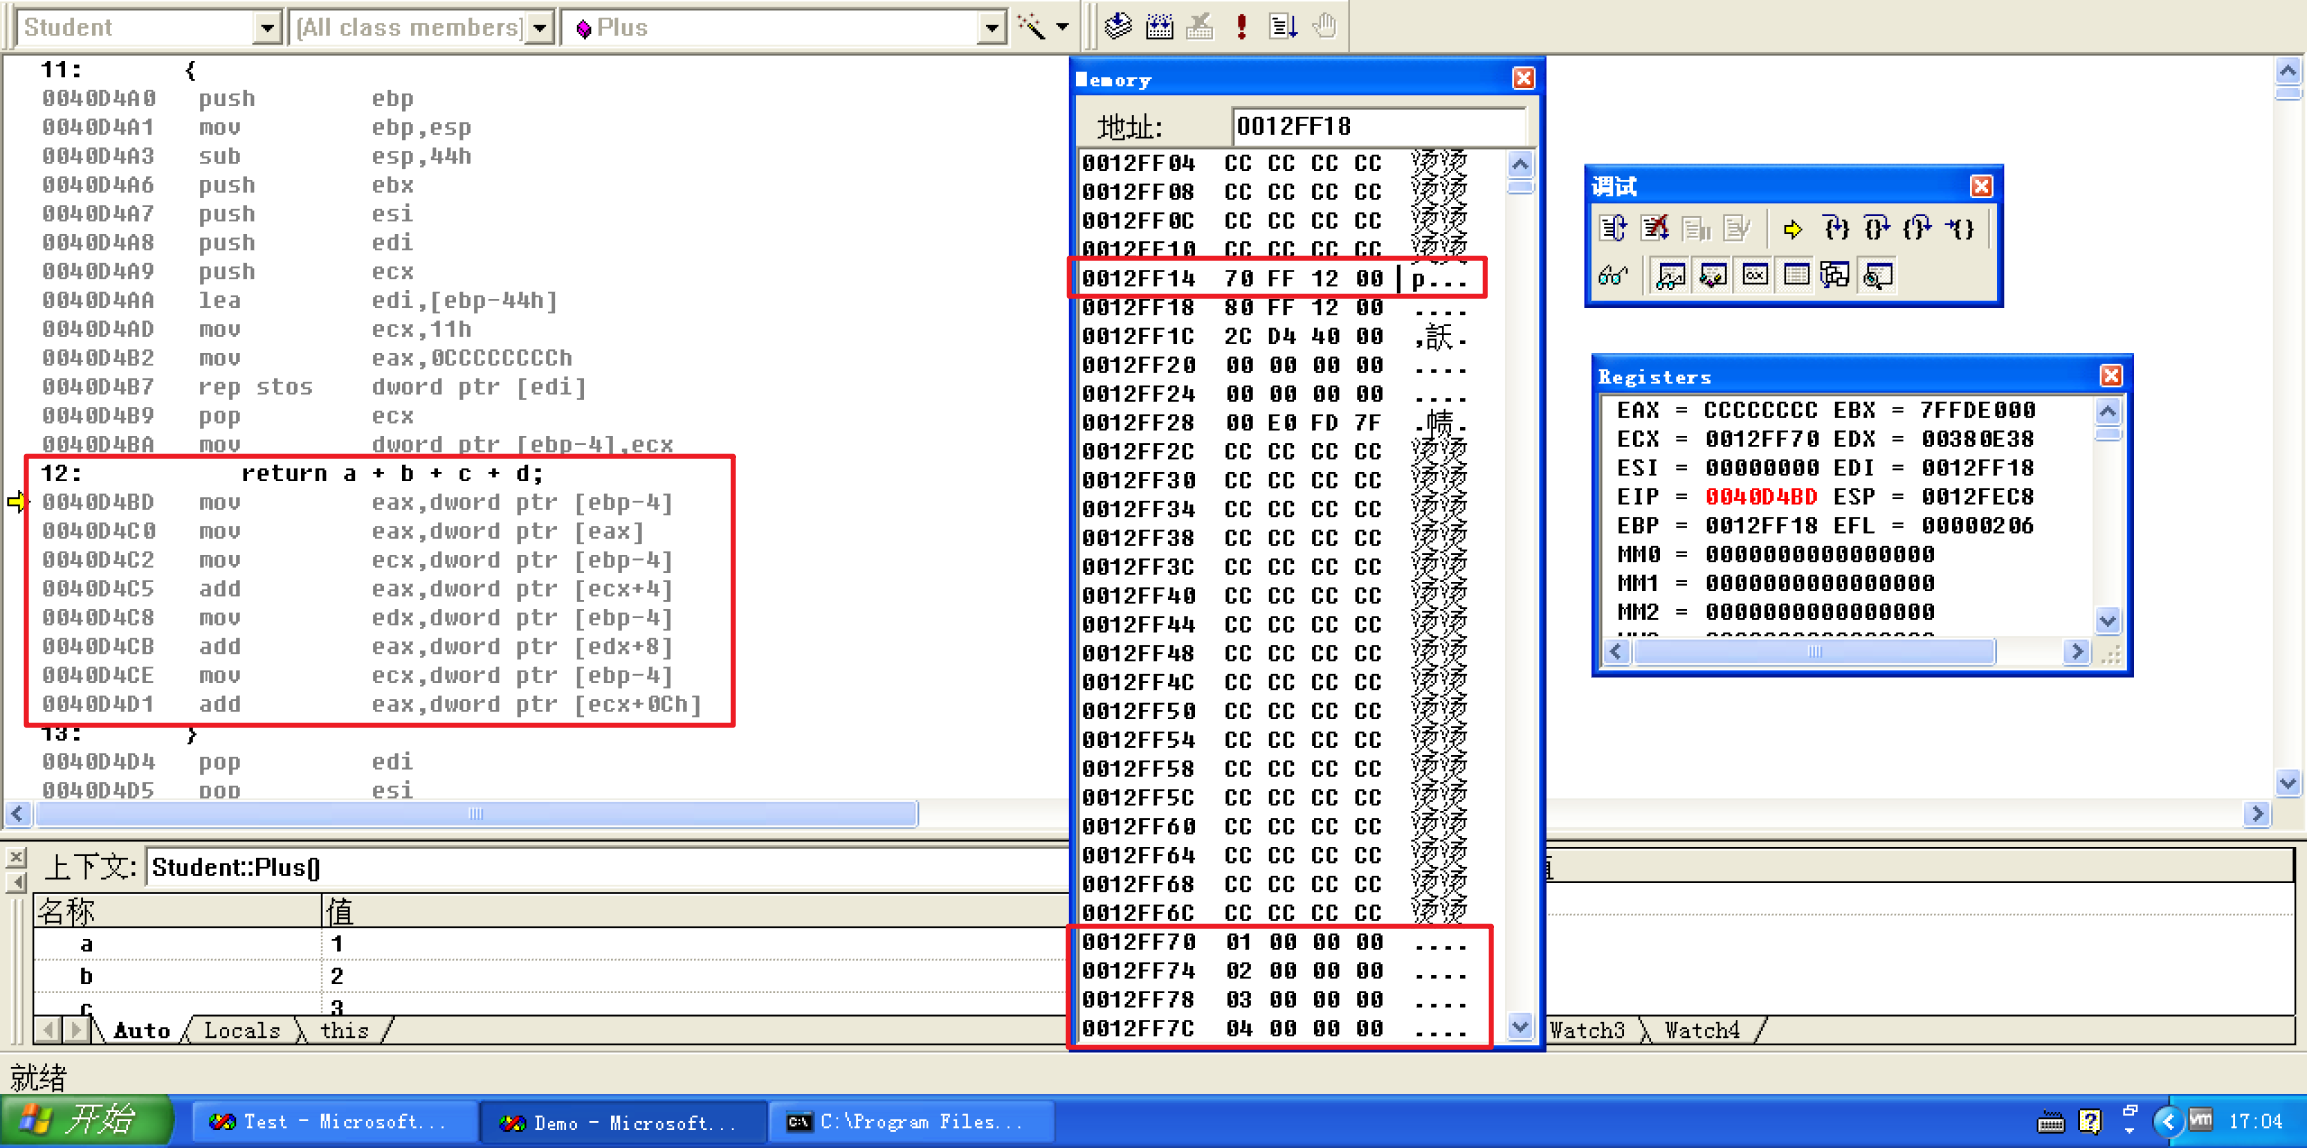 Student
(All class members)
Plus
11: {
0040D4A0 push ebp
0040D4A1 mov ebp,esp
0040D4A3 sub esp,44h
0040D4A6 push ebx
0040D4A7 push esi
0040D4A8 push edi
0040D4A9 push ecx
0040D4AA lea edi,[ebp-44h]
0040D4AD mov ecx,11h
0040D4B2 mov eax,0CCCCCCCCh
0040D4B7 rep stos dword ptr [edi]
0040D4B9 pop ecx
0040D4BA mov dword ptr [ebp-4],ecx
12: return a + b + c + d;
0040D4BD mov eax,dword ptr [ebp-4]
0040D4C0 mov eax,dword ptr [eax]
0040D4C2 mov ecx,dword ptr [ebp-4]
0040D4C5 add eax,dword ptr [ecx+4]
0040D4C8 mov edx,dword ptr [ebp-4]
0040D4CB add eax,dword ptr [edx+8]
0040D4CE mov ecx,dword ptr [ebp-4]
0040D4D1 add eax,dword ptr [ecx+0Ch]
13: }
0040D4D4 pop edi
0040D4D5 pop esi
Memory
地址: 0012FF18
0012FF04 CC CC CC CC 烫烫
0012FF08 CC CC CC CC 烫烫
0012FF0C CC CC CC CC 烫烫
0012FF10 CC CC CC CC 烫烫
0012FF14 70 FF 12 00 p...
0012FF18 80 FF 12 00 ....
0012FF1C 2C D4 40 00 ,訞.
0012FF20 00 00 00 00 ....
0012FF24 00 00 00 00 ....
0012FF28 00 E0 FD 7F .帻.
0012FF2C CC CC CC CC 烫烫
0012FF30 CC CC CC CC 烫烫
0012FF34 CC CC CC CC 烫烫
0012FF38 CC CC CC CC 烫烫
0012FF3C CC CC CC CC 烫烫
0012FF40 CC CC CC CC 烫烫
0012FF44 CC CC CC CC 烫烫
0012FF48 CC CC CC CC 烫烫
0012FF4C CC CC CC CC 烫烫
0012FF50 CC CC CC CC 烫烫
0012FF54 CC CC CC CC 烫烫
0012FF58 CC CC CC CC 烫烫
0012FF5C CC CC CC CC 烫烫
0012FF60 CC CC CC CC 烫烫
0012FF64 CC CC CC CC 烫烫
0012FF68 CC CC CC CC 烫烫
0012FF6C CC CC CC CC 烫烫
0012FF70 01 00 00 00 ....
0012FF74 02 00 00 00 ....
0012FF78 03 00 00 00 ....
0012FF7C 04 00 00 00 ....
调试
Registers
EAX = CCCCCCCC EBX = 7FFDE000
ECX = 0012FF70 EDX = 00380E38
ESI = 00000000 EDI = 0012FF18
EIP = 0040D4BD ESP = 0012FEC8
EBP = 0012FF18 EFL = 00000206
MM0 = 0000000000000000
MM1 = 0000000000000000
MM2 = 0000000000000000
上下文: Student::Plus()
名称 值
a 1
b 2
c 3
Auto Locals this
Watch3 Watch4
就绪
开始 Test - Microsoft... Demo - Microsoft... C:\Program Files... 17:04